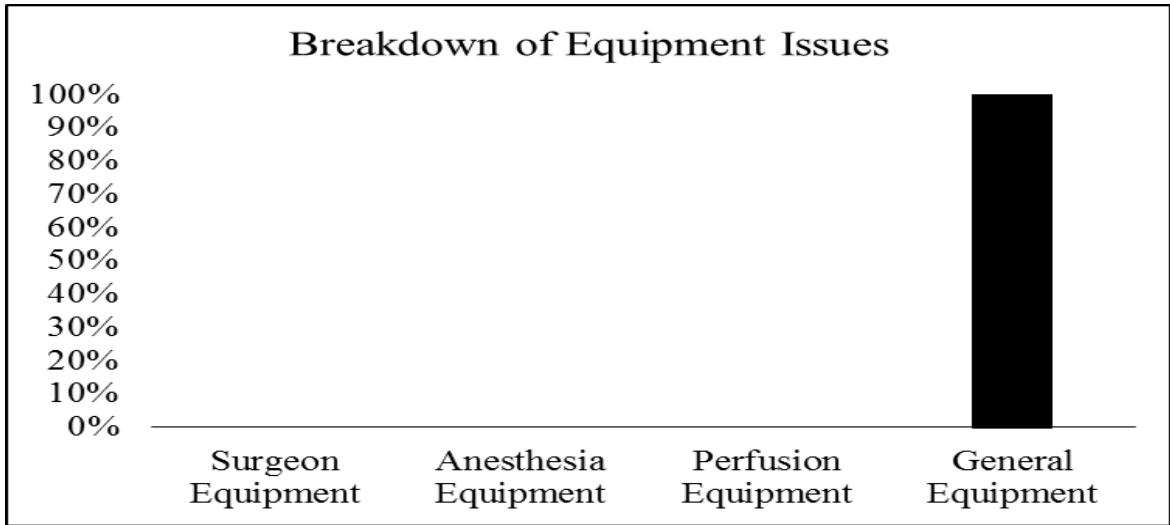 Breakdown of Equipment Issues
100%
90%
80%
70%
60%
50%
40%
30%
20%
10%
0%
Surgeon
Equipment
Anesthesia
Equipment
Perfusion
Equipment
General
Equipment